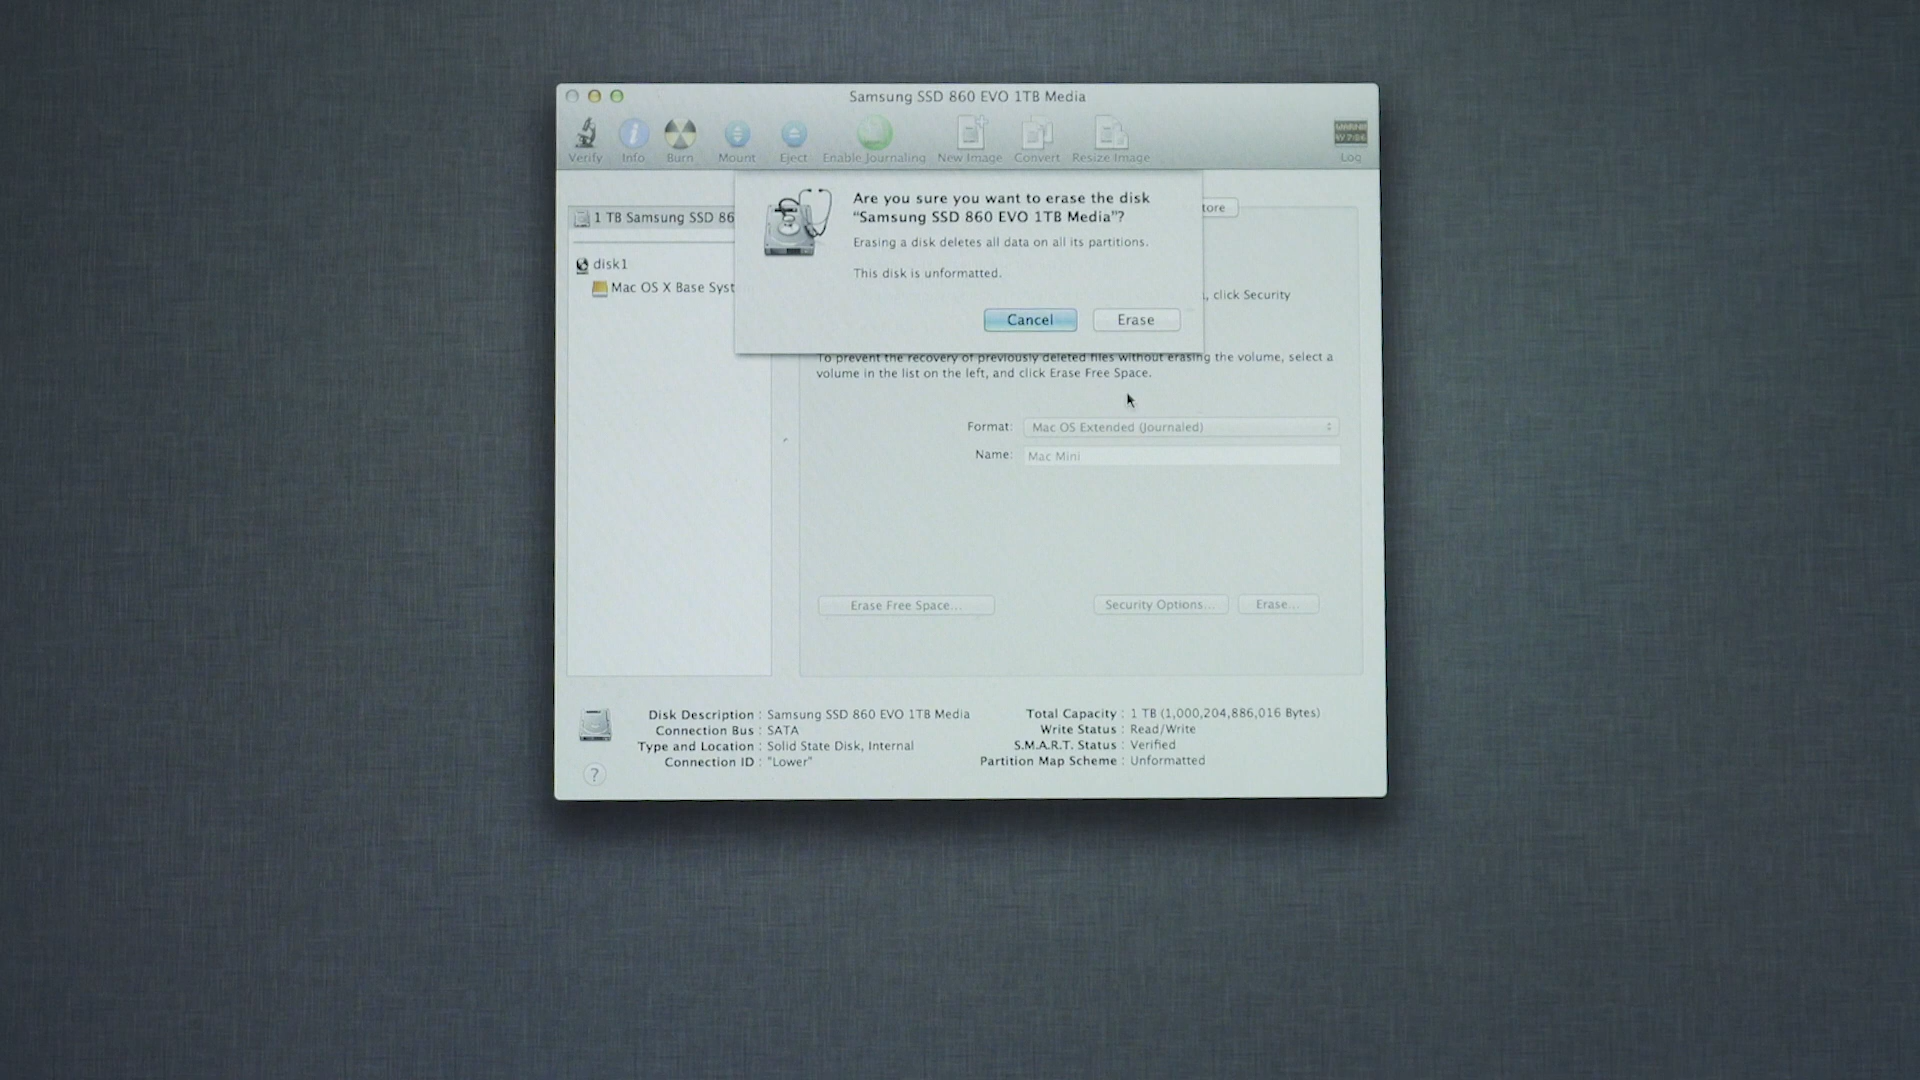 Samsung SSD 860 EVO 1TB Media
Verify Info Burn Mount Eject Enable Journaling New Image Convert Resize Image Log
Are you sure you want to erase the disk
“Samsung SSD 860 EVO 1TB Media”?
Erasing a disk deletes all data on all its partitions.
This disk is unformatted.
Cancel Erase
1 TB Samsung SSD 86
disk1
Mac OS X Base Syst
tore
, click Security
To prevent the recovery of previously deleted files without erasing the volume, select a
volume in the list on the left, and click Erase Free Space.
Format: Mac OS Extended (Journaled)
Name: Mac Mini
Erase Free Space... Security Options... Erase...
Disk Description : Samsung SSD 860 EVO 1TB Media
Connection Bus : SATA
Type and Location : Solid State Disk, Internal
Connection ID : "Lower"
Total Capacity : 1 TB (1,000,204,886,016 Bytes)
Write Status : Read/Write
S.M.A.R.T. Status : Verified
Partition Map Scheme : Unformatted
?